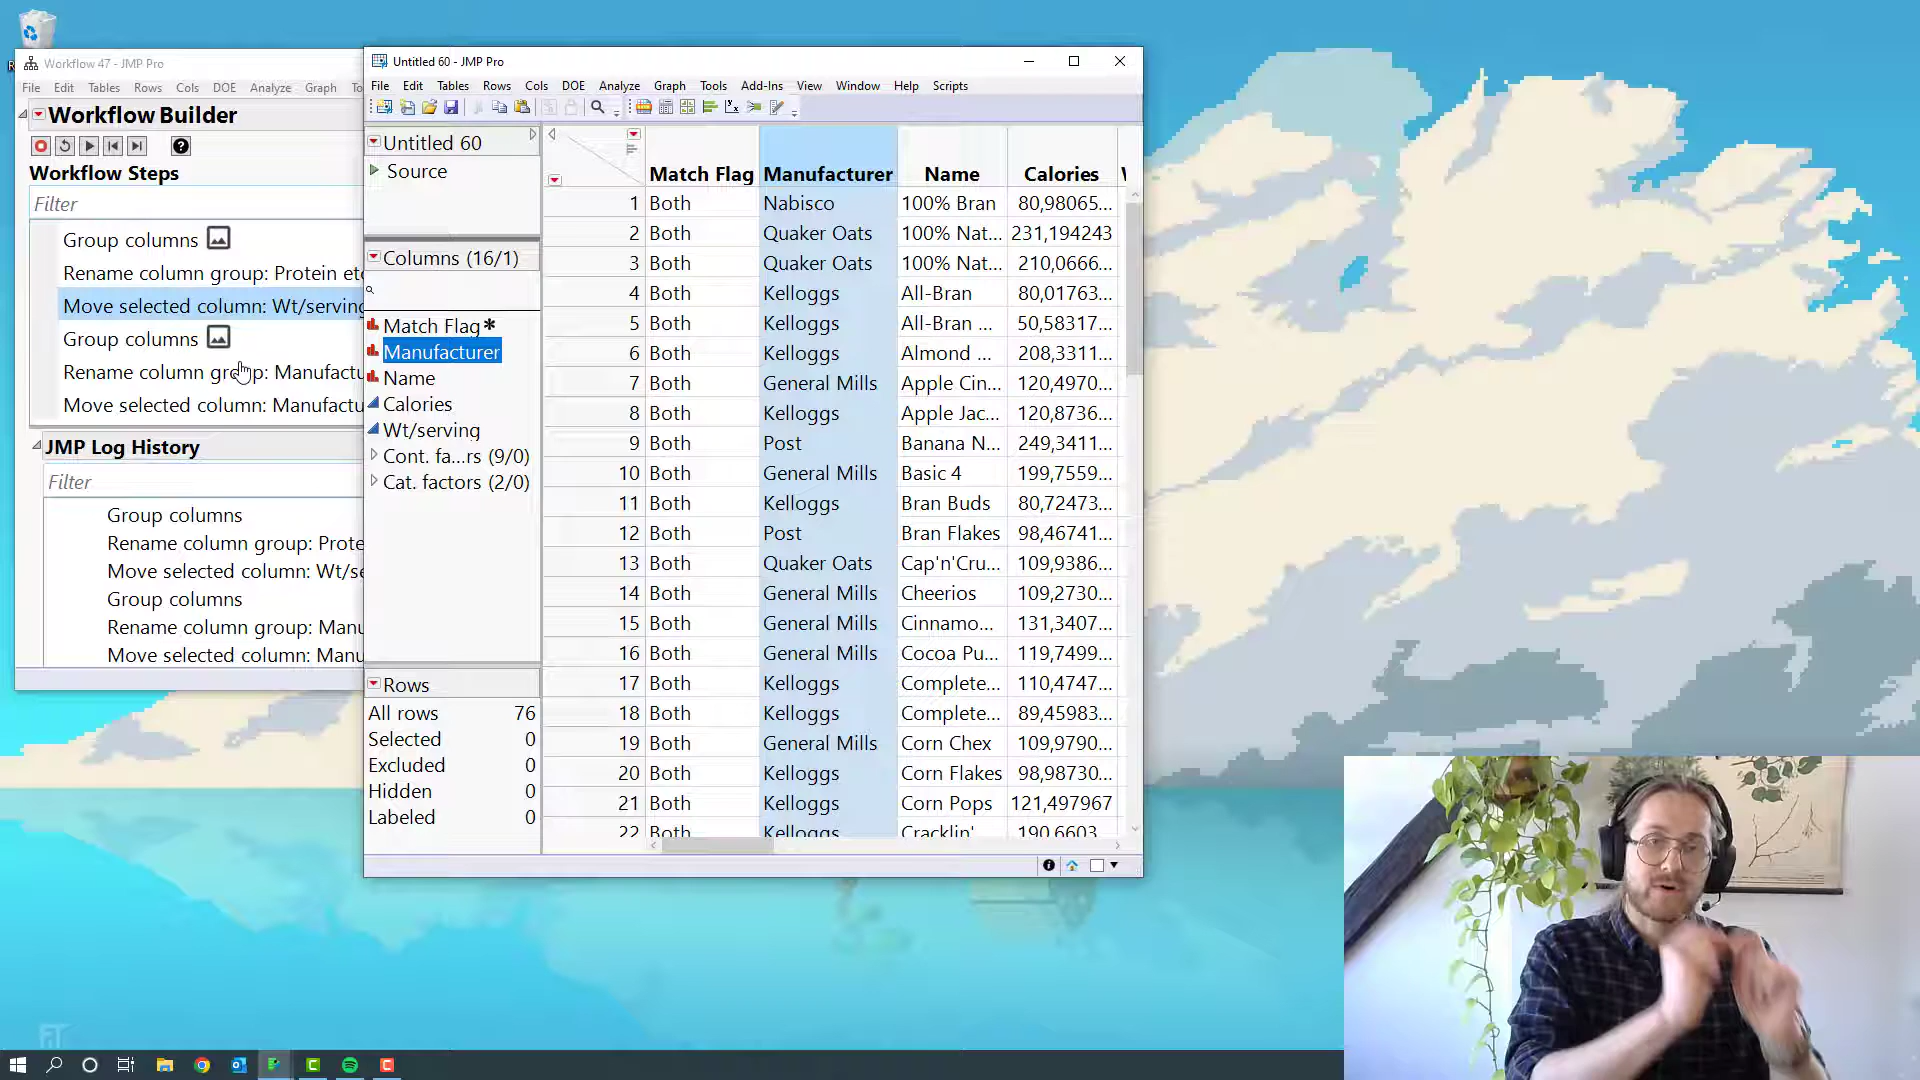 Workflow 47 - JMP Pro
File Edit Tables Rows Cols DOE Analyze Graph To
Workflow Builder
Workflow Steps
Filter
Group columns
Rename column group: Protein etc
Move selected column: Wt/serving
Group columns
Rename column group: Manufactu
Move selected column: Manufactu
JMP Log History
Filter
Group columns
Rename column group: Prote
Move selected column: Wt/se
Group columns
Rename column group: Manu
Move selected column: Manu
Untitled 60 - JMP Pro
File Edit Tables Rows Cols DOE Analyze Graph Tools Add-Ins View Window Help Scripts
Untitled 60
Source
Columns (16/1)
Match Flag*
Manufacturer
Name
Calories
Wt/serving
Cont. fa...rs (9/0)
Cat. factors (2/0)
Rows
All rows 76
Selected 0
Excluded 0
Hidden 0
Labeled 0
Match Flag Manufacturer Name Calories
1 Both Nabisco 100% Bran 80,98065...
2 Both Quaker Oats 100% Nat... 231,194243
3 Both Quaker Oats 100% Nat... 210,0666...
4 Both Kelloggs All-Bran 80,01763...
5 Both Kelloggs All-Bran ... 50,58317...
6 Both Kelloggs Almond ... 208,3311...
7 Both General Mills Apple Cin... 120,4970...
8 Both Kelloggs Apple Jac... 120,8736...
9 Both Post Banana N... 249,3411...
10 Both General Mills Basic 4 199,7559...
11 Both Kelloggs Bran Buds 80,72473...
12 Both Post Bran Flakes 98,46741...
13 Both Quaker Oats Cap'n'Cru... 109,9386...
14 Both General Mills Cheerios 109,2730...
15 Both General Mills Cinnamo... 131,3407...
16 Both General Mills Cocoa Pu... 119,7499...
17 Both Kelloggs Complete... 110,4747...
18 Both Kelloggs Complete... 89,45983...
19 Both General Mills Corn Chex 109,9790...
20 Both Kelloggs Corn Flakes 98,98730...
21 Both Kelloggs Corn Pops 121,497967
22 Both Kelloggs Cracklin' 190,6603...